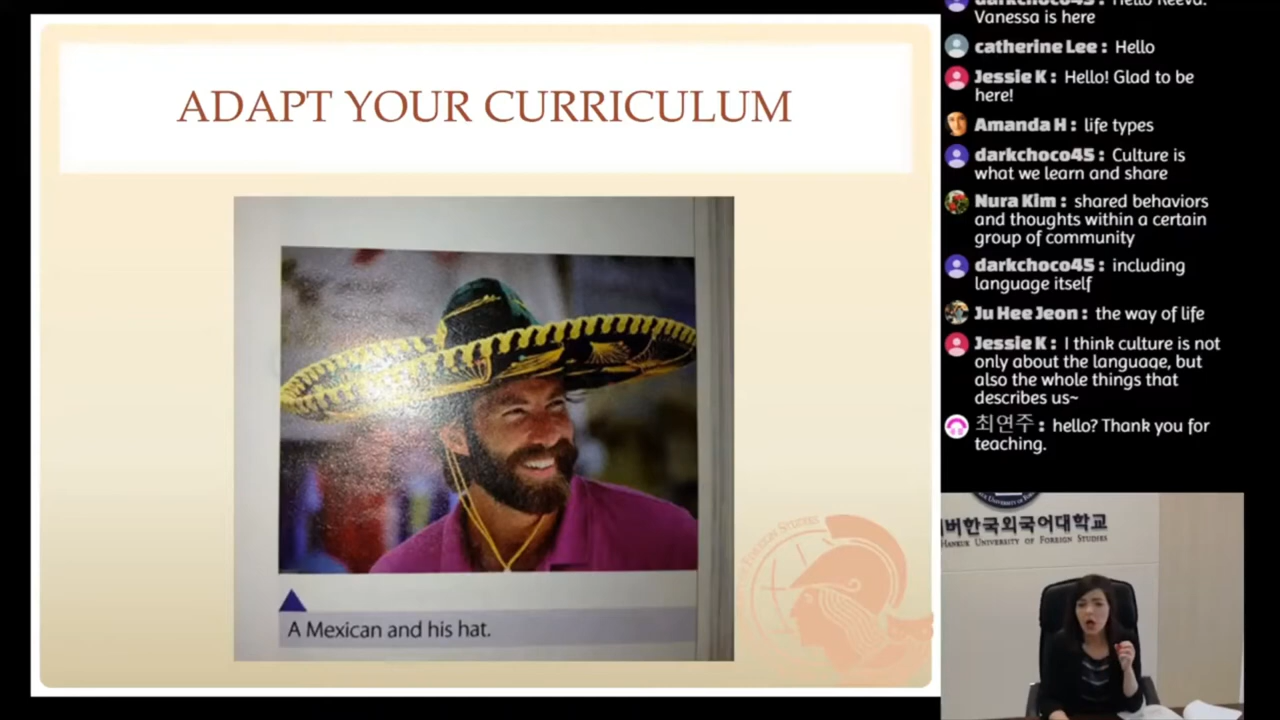 ADAPT YOUR CURRICULUM
A Mexican and his hat.
Vanessa is here
catherine Lee : Hello
Jessie K : Hello! Glad to be
here!
Amanda H : life types
darkchoco45 : Culture is
what we learn and share
Nura Kim : shared behaviors
and thoughts within a certain
group of community
darkchoco45 : including
language itself
Ju Hee Jeon : the way of life
Jessie K : I think culture is not
only about the language, but
also the whole things that
describes us~
최연주 : hello? Thank you for
teaching.
버한국외국어대학교
HANKUK UNIVERSITY OF FOREIGN STUDIES